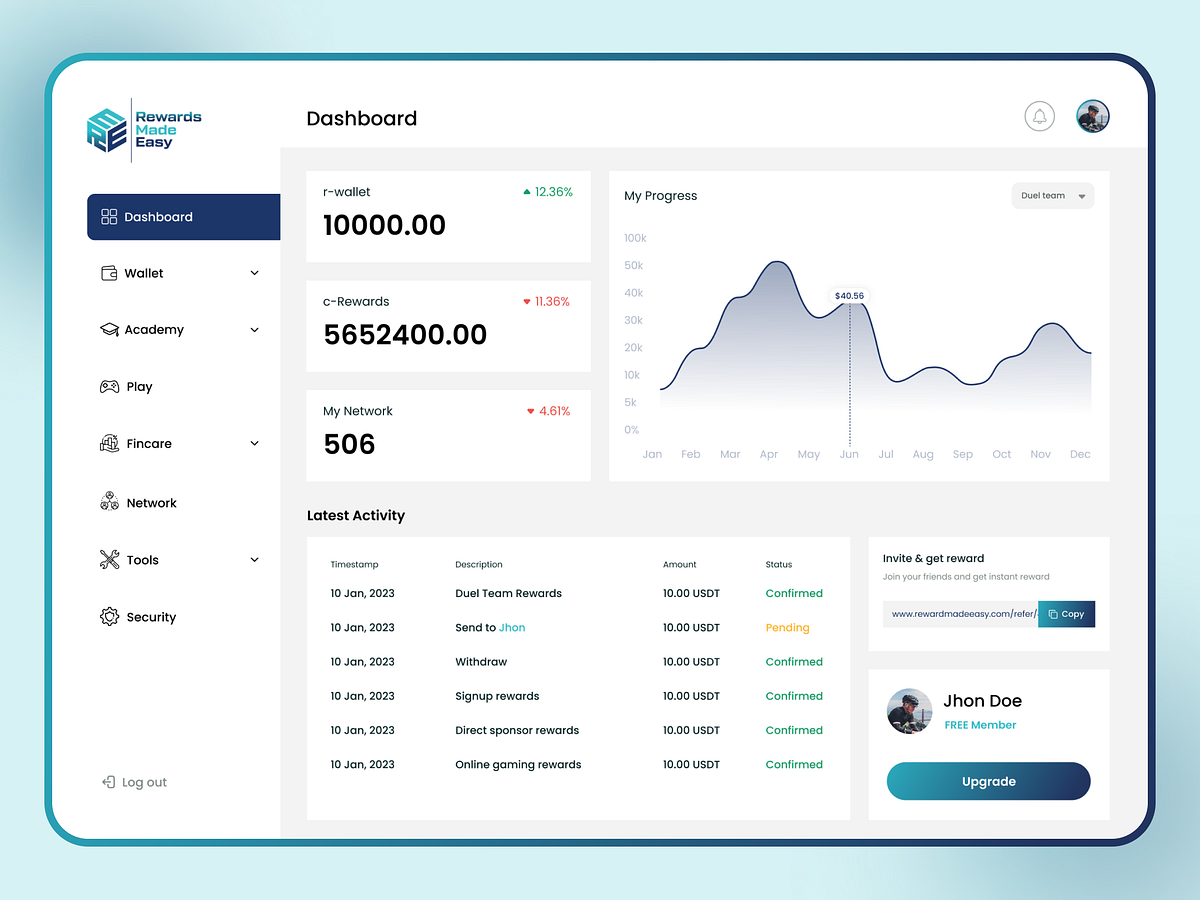 Rewards
Made
Easy
Dashboard
Dashboard
Wallet
Academy
Play
Fincare
Network
Tools
Security
Log out
r-wallet 12.36%
10000.00
c-Rewards 11.36%
5652400.00
My Network 4.61%
506
My Progress Duel team
100k
50k
40k
30k
20k
10k
5k
0%
$40,56
Jan Feb Mar Apr May Jun Jul Aug Sep Oct Nov Dec
Latest Activity
Timestamp Description Amount Status
10 Jan, 2023 Duel Team Rewards 10.00 USDT Confirmed
10 Jan, 2023 Send to Jhon 10.00 USDT Pending
10 Jan, 2023 Withdraw 10.00 USDT Confirmed
10 Jan, 2023 Signup rewards 10.00 USDT Confirmed
10 Jan, 2023 Direct sponsor rewards 10.00 USDT Confirmed
10 Jan, 2023 Online gaming rewards 10.00 USDT Confirmed
Invite & get reward
Join your friends and get instant reward
www.rewardmadeeasy.com/refer/ Copy
Jhon Doe
FREE Member
Upgrade